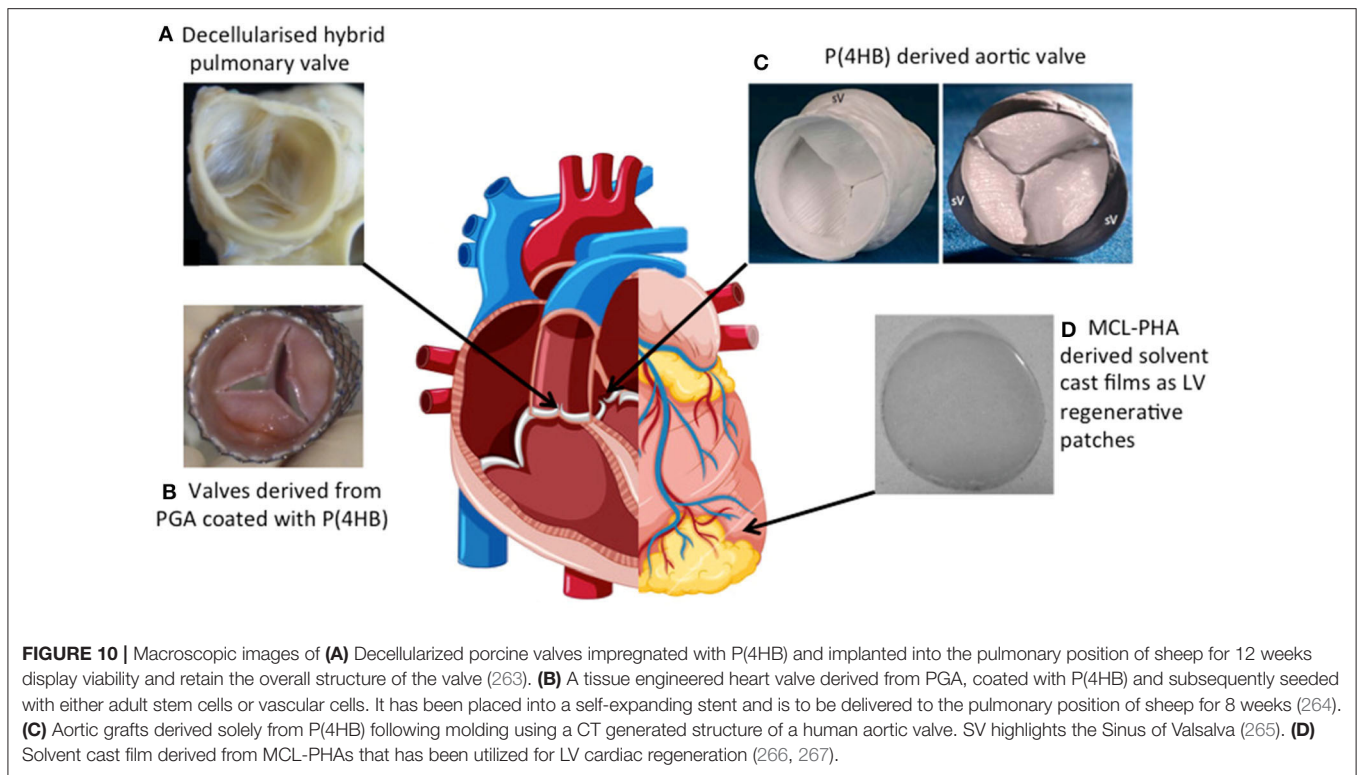 A Decellularised hybrid
pulmonary valve
C
P(4HB) derived aortic valve
sV
sV
sV
B Valves derived from
PGA coated with P(4HB)
D MCL-PHA
derived solvent
cast films as LV
regenerative
patches
FIGURE 10 | Macroscopic images of (A) Decellularized porcine valves impregnated with P(4HB) and implanted into the pulmonary position of sheep for 12 weeks
display viability and retain the overall structure of the valve (263). (B) A tissue engineered heart valve derived from PGA, coated with P(4HB) and subsequently seeded
with either adult stem cells or vascular cells. It has been placed into a self-expanding stent and is to be delivered to the pulmonary position of sheep for 8 weeks (264).
(C) Aortic grafts derived solely from P(4HB) following molding using a CT generated structure of a human aortic valve. SV highlights the Sinus of Valsalva (265). (D)
Solvent cast film derived from MCL-PHAs that has been utilized for LV cardiac regeneration (266, 267).